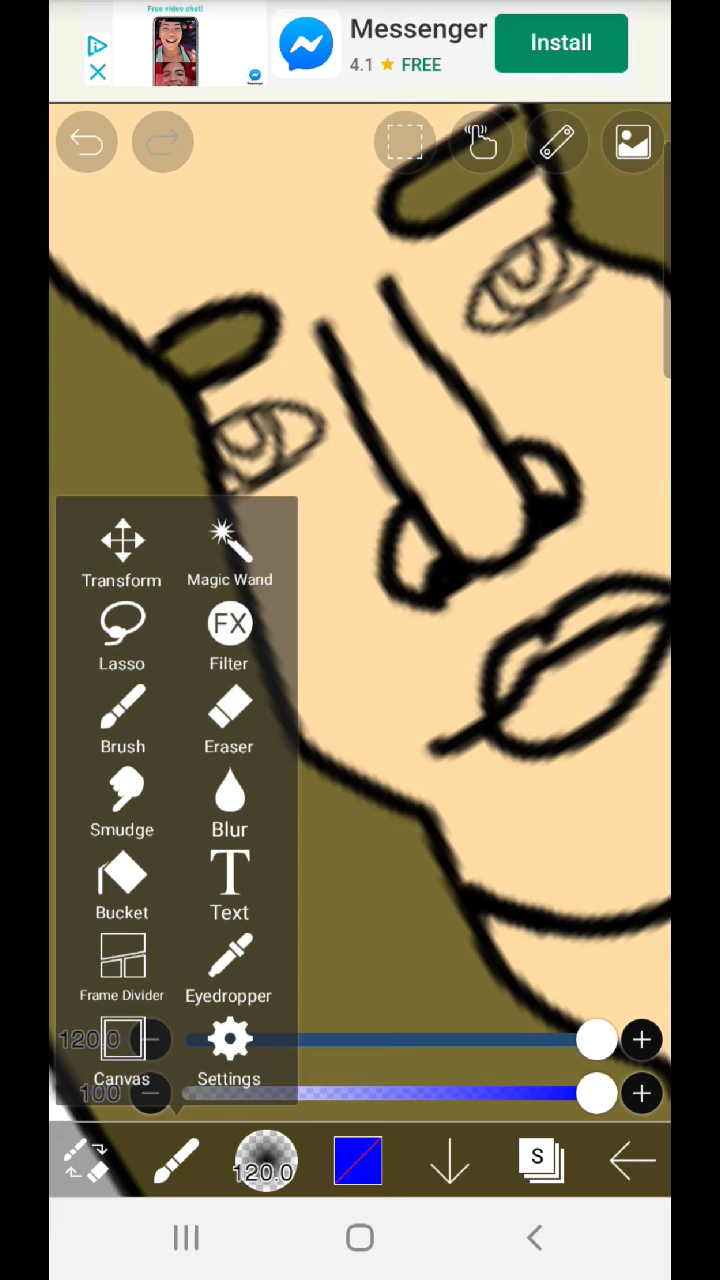 Free video chat!
Messenger
4.1 ★ FREE
Install
Transform
Magic Wand
Lasso
FX
Filter
Brush
Eraser
Smudge
Blur
Bucket
T
Text
Frame Divider
Eyedropper
120.0
Canvas
Settings
100
120.0
S